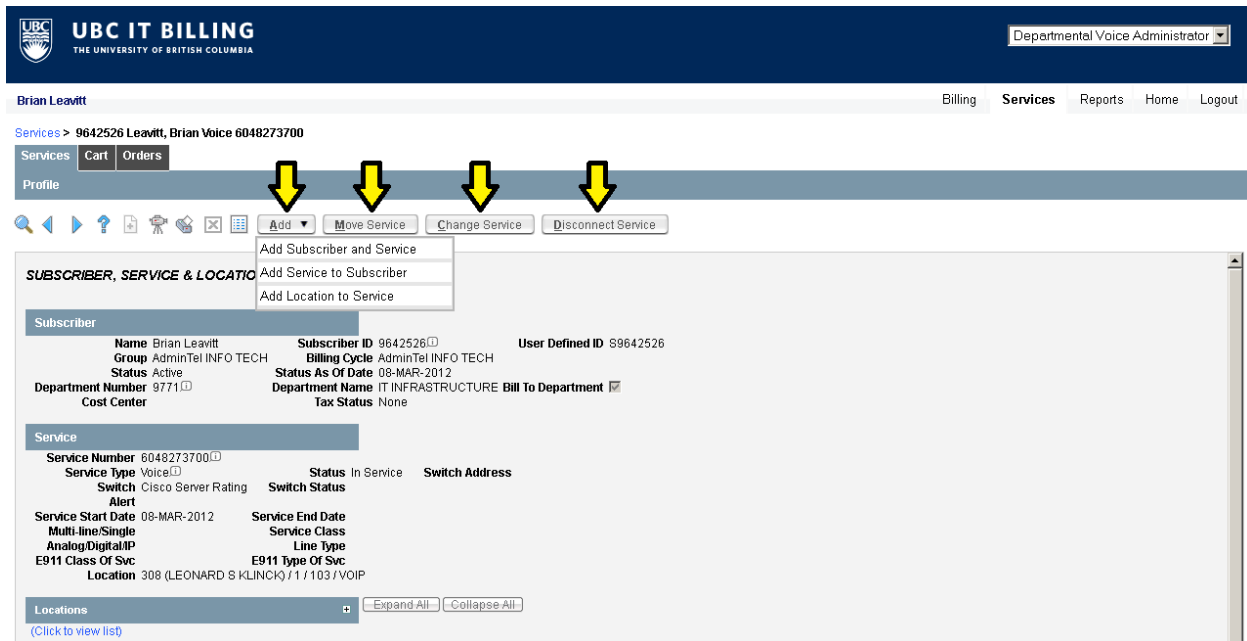 UBC
UBC IT BILLING
THE UNIVERSITY OF BRITISH COLUMBIA
Departmental Voice Administrator
Brian Leavitt
Billing Services Reports Home Logout
Services > 9642526 Leavitt, Brian Voice 6048273700
Services Cart Orders
Profile
Add Move Service Change Service Disconnect Service
Add Subscriber and Service
Add Service to Subscriber
Add Location to Service
SUBSCRIBER, SERVICE & LOCATIO
Subscriber
Name Brian Leavitt Subscriber ID 9642526 User Defined ID S9642526
Group AdminTel INFO TECH Billing Cycle AdminTel INFO TECH
Status Active Status As Of Date 08-MAR-2012
Department Number 9771 Department Name IT INFRASTRUCTURE Bill To Department
Cost Center Tax Status None
Service
Service Number 6048273700
Service Type Voice Status In Service Switch Address
Switch Cisco Server Rating Switch Status
Alert
Service Start Date 08-MAR-2012 Service End Date
Multi-line/Single Service Class
Analog/Digital/IP Line Type
E911 Class Of Svc E911 Type Of Svc
Location 308 (LEONARD S KLINCK) / 1 / 103 / VOIP
Locations Expand All Collapse All
(Click to view list)